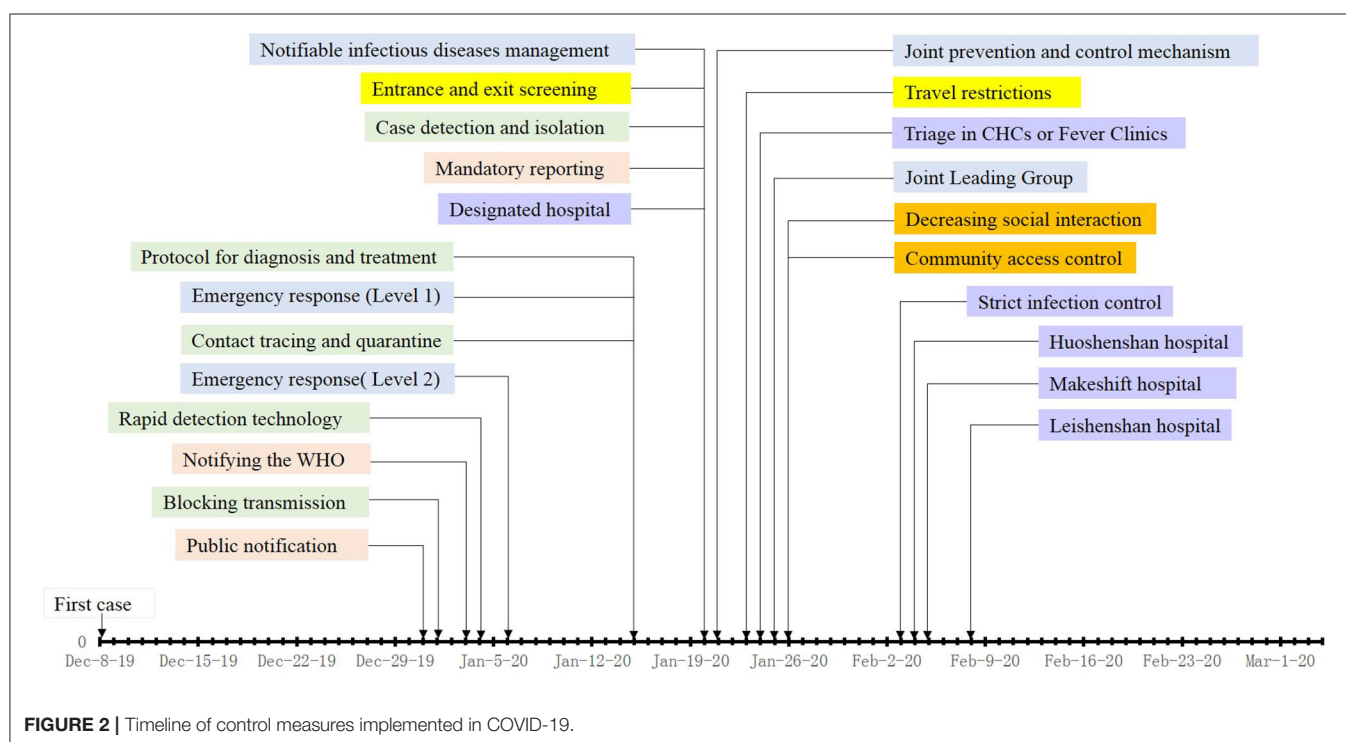 Notifiable infectious diseases management
Entrance and exit screening
Case detection and isolation
Mandatory reporting
Designated hospital
Protocol for diagnosis and treatment
Emergency response (Level 1)
Contact tracing and quarantine
Emergency response( Level 2)
Rapid detection technology
Notifying the WHO
Blocking transmission
Public notification
First case
Joint prevention and control mechanism
Travel restrictions
Triage in CHCs or Fever Clinics
Joint Leading Group
Decreasing social interaction
Community access control
Strict infection control
Huoshenshan hospital
Makeshift hospital
Leishenshan hospital
0
Dec-8-19 Dec-15-19 Dec-22-19 Dec-29-19 Jan-5-20 Jan-12-20 Jan-19-20 Jan-26-20 Feb-2-20 Feb-9-20 Feb-16-20 Feb-23-20 Mar-1-20
FIGURE 2 | Timeline of control measures implemented in COVID-19.